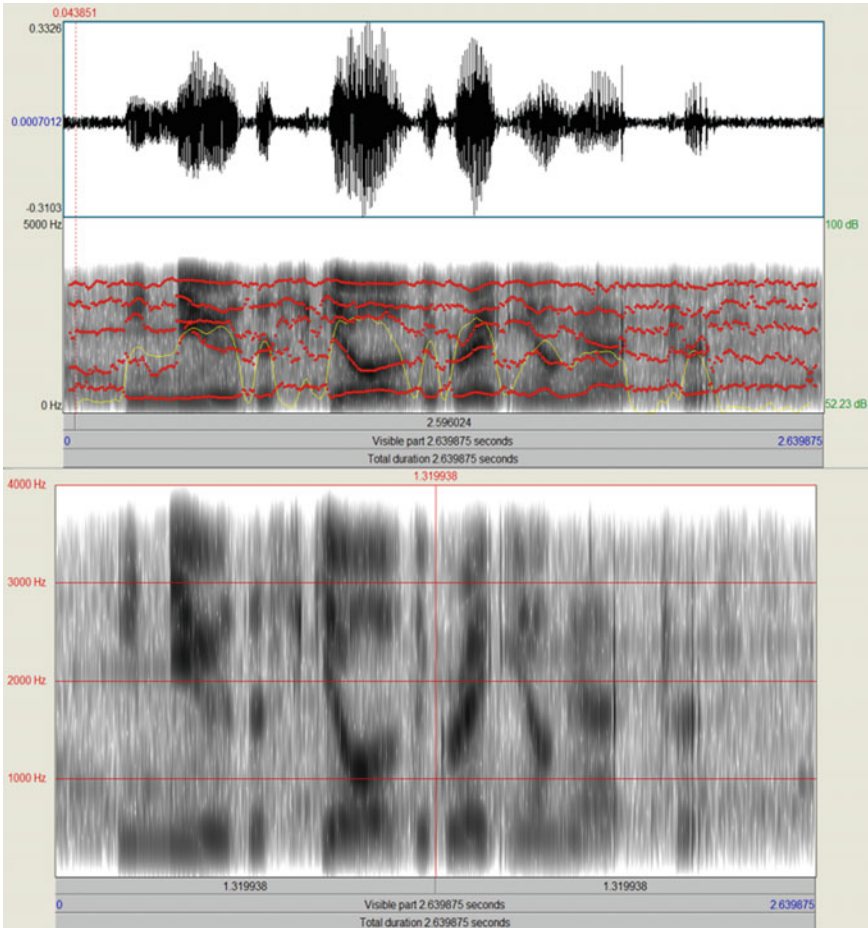 0.043851
0.3326
0.0007012
-0.3103
5000 Hz 100 dB
0 Hz 52.23 dB
2.596024
0 Visible part 2.639875 seconds 2.639875
Total duration 2.639875 seconds
1.319938
4000 Hz
3000 Hz
2000 Hz
1000 Hz
1.319938 1.319938
0 Visible part 2.639875 seconds 2.639875
Total duration 2.639875 seconds